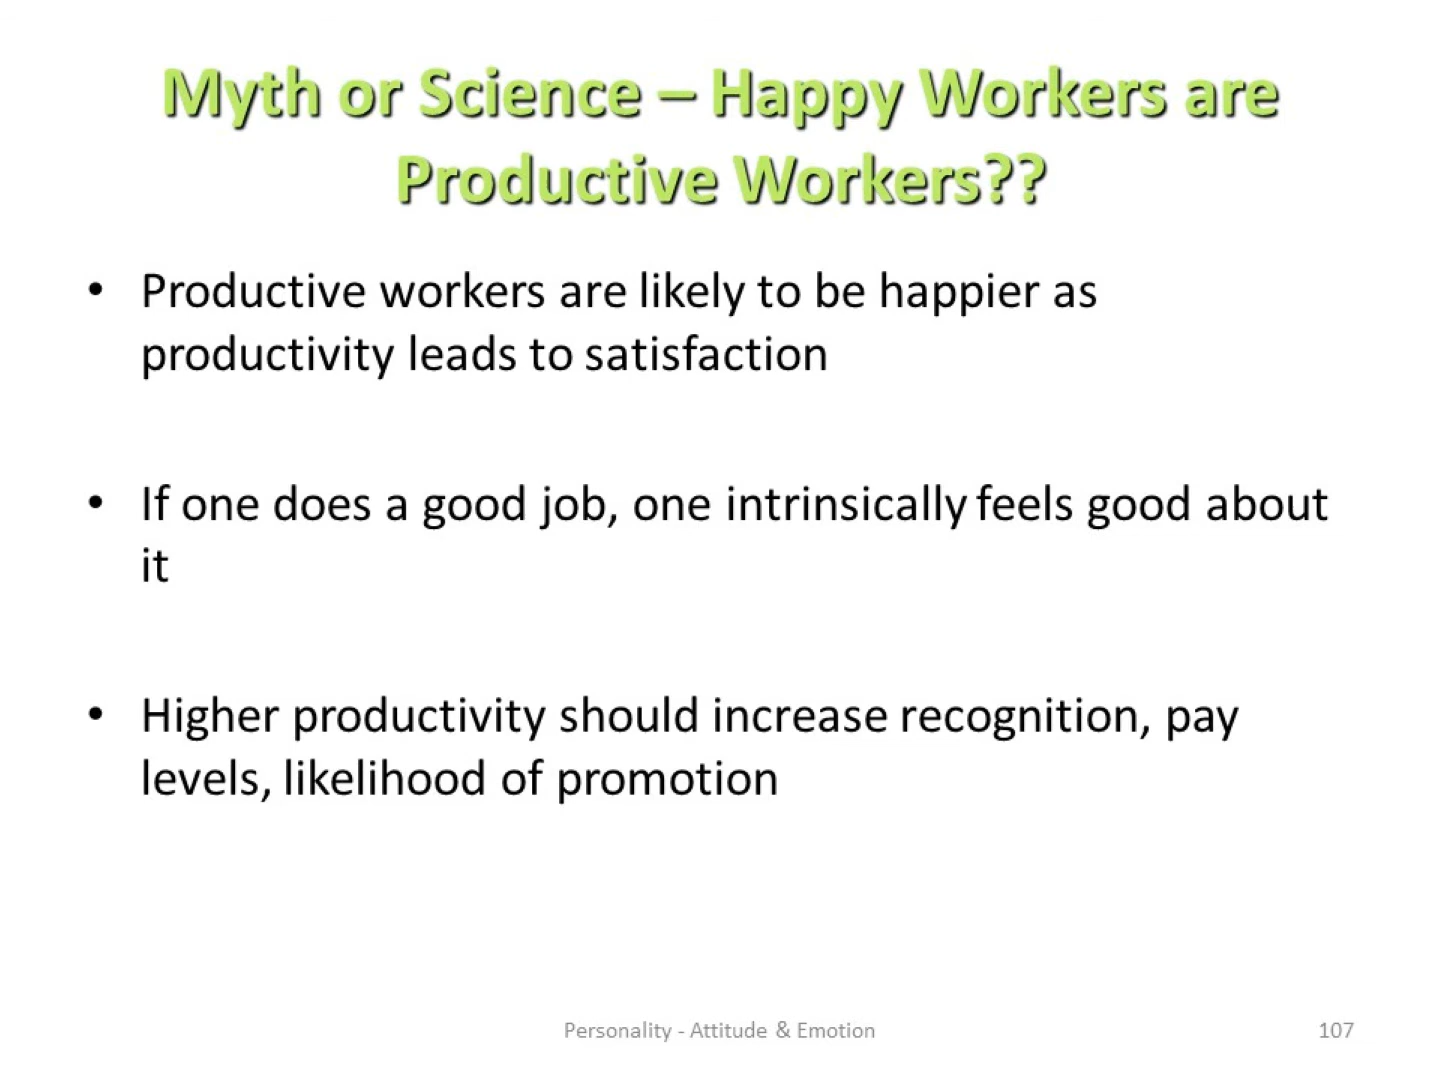 Myth or Science – Happy Workers are
Productive Workers??
• Productive workers are likely to be happier as
productivity leads to satisfaction
• If one does a good job, one intrinsically feels good about
it
• Higher productivity should increase recognition, pay
levels, likelihood of promotion
Personality - Attitude & Emotion
107